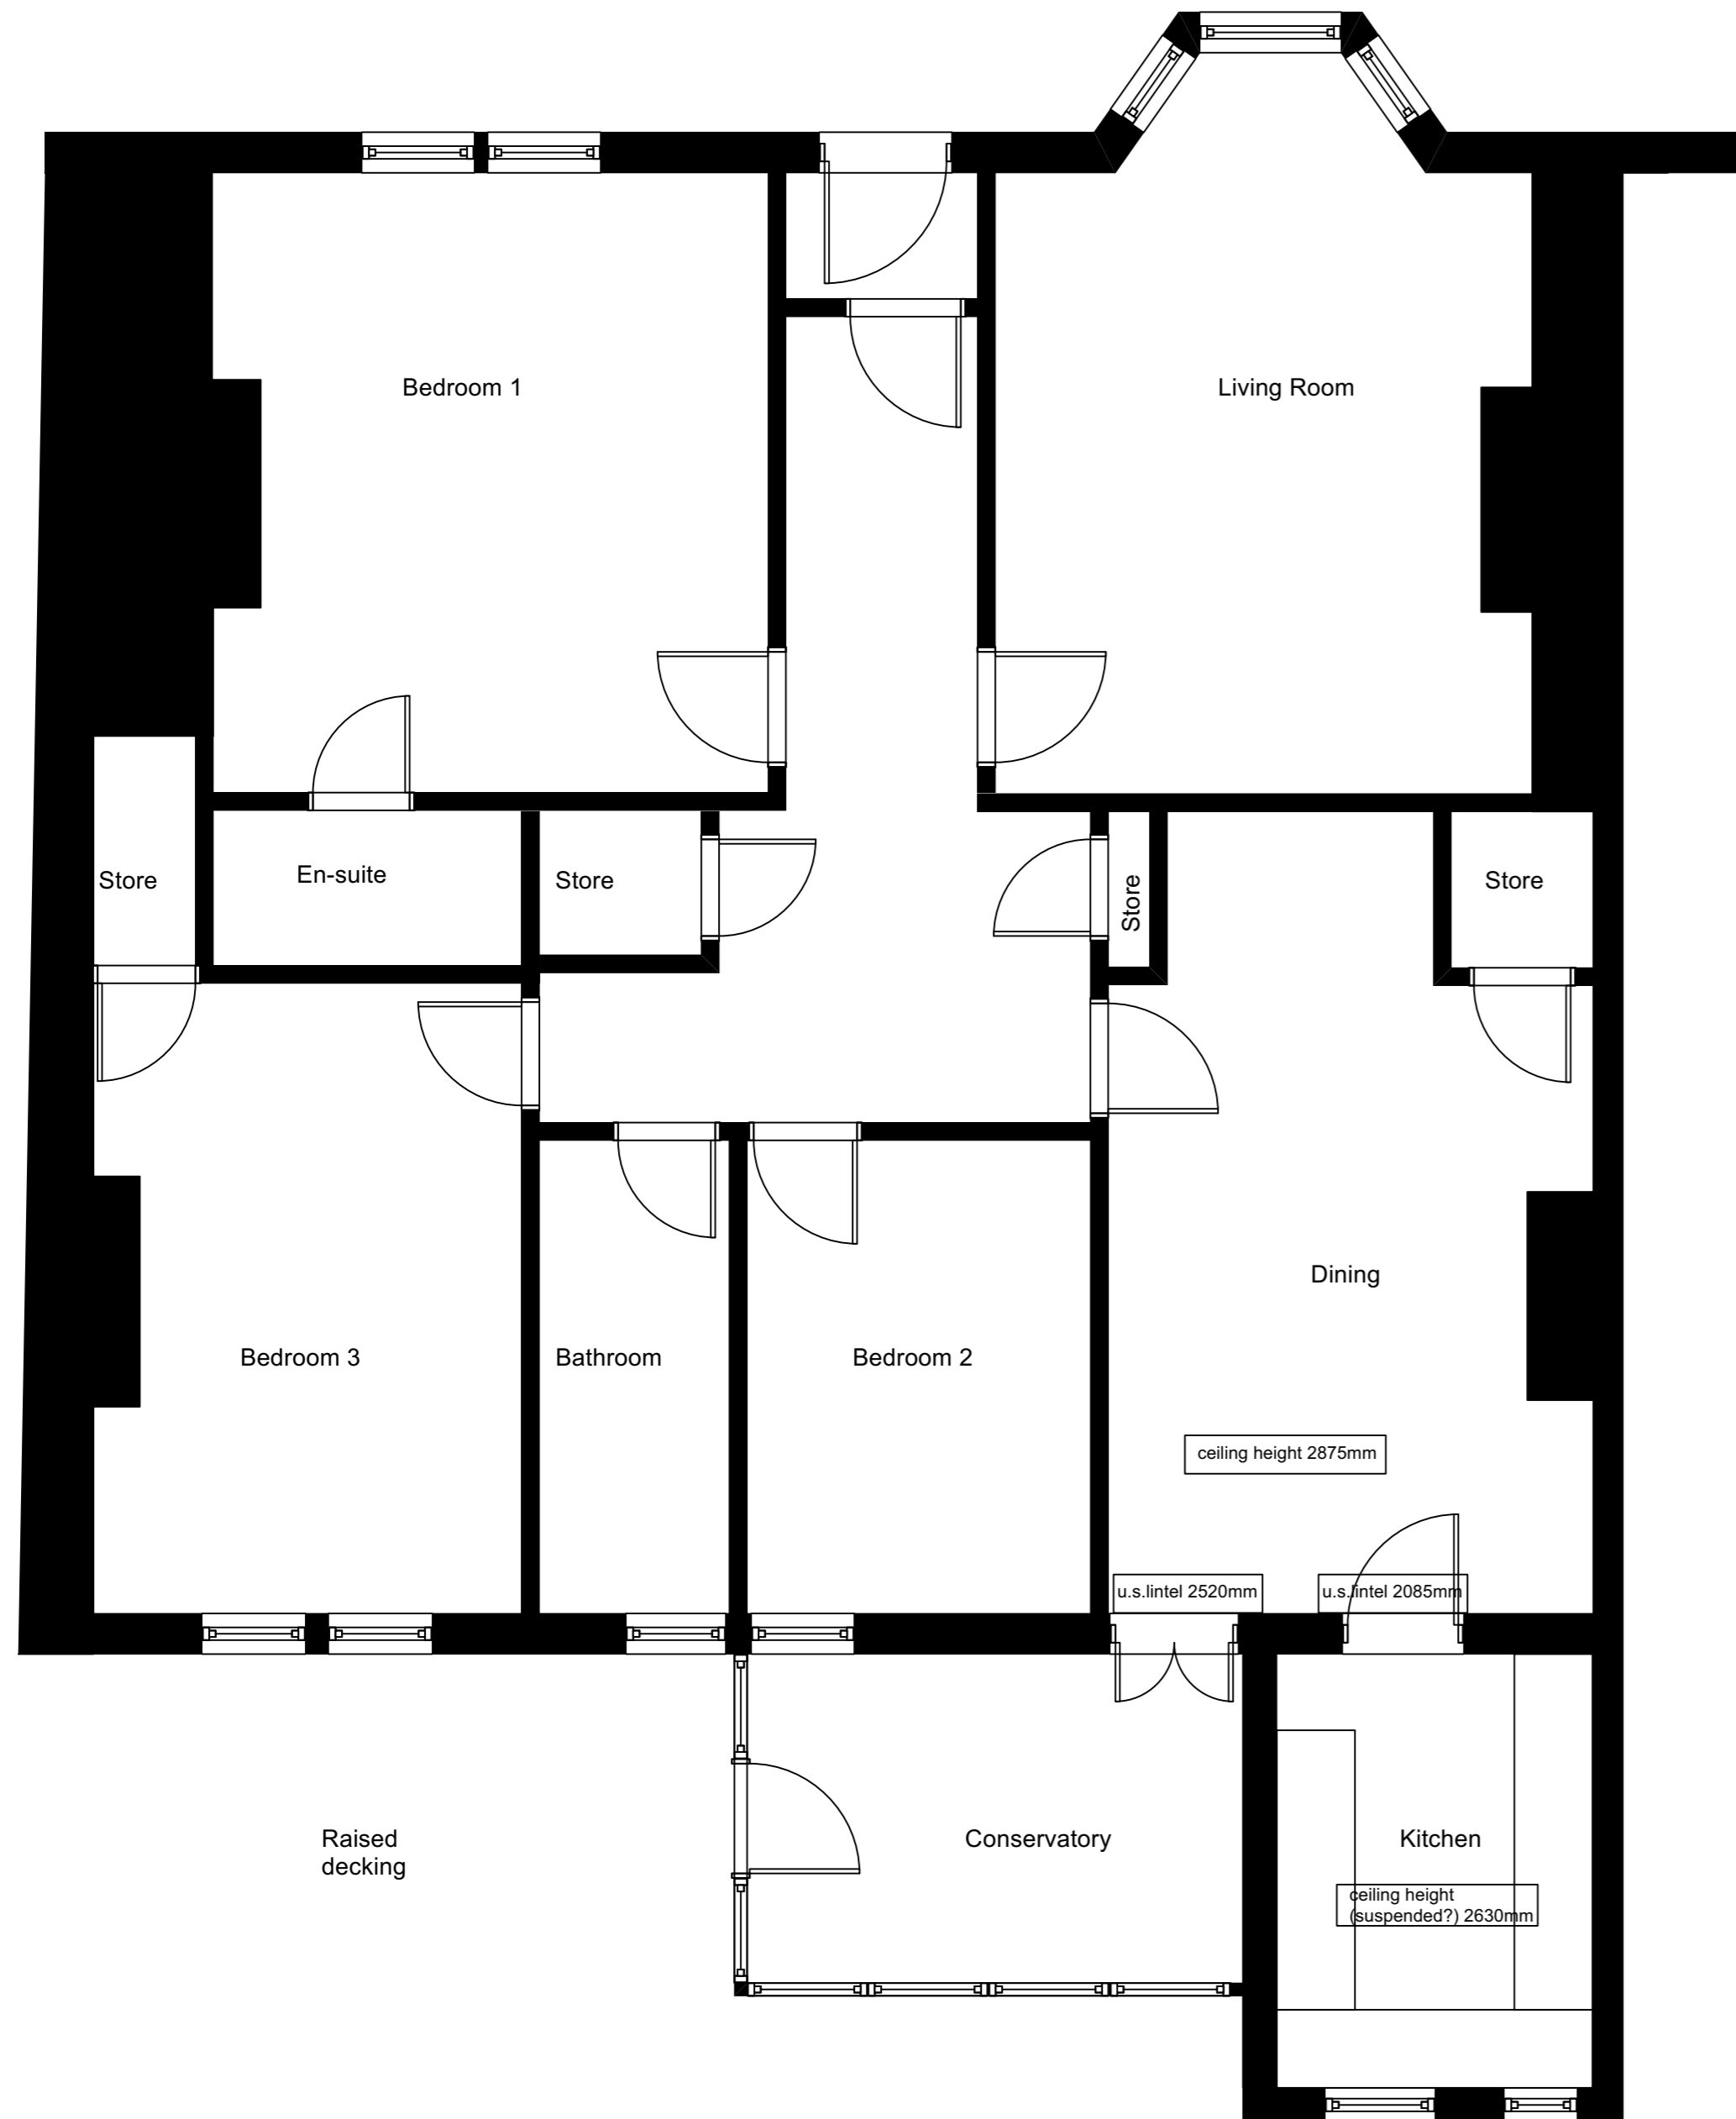 Bedroom 1
Living Room
Store
En-suite
Store
Store
Store
Dining
Bedroom 3
Bathroom
Bedroom 2
ceiling height 2875mm
u.s.lintel 2520mm
u.s.lintel 2085mm
Raised
decking
Conservatory
Kitchen
ceiling height
(suspended?) 2630mm